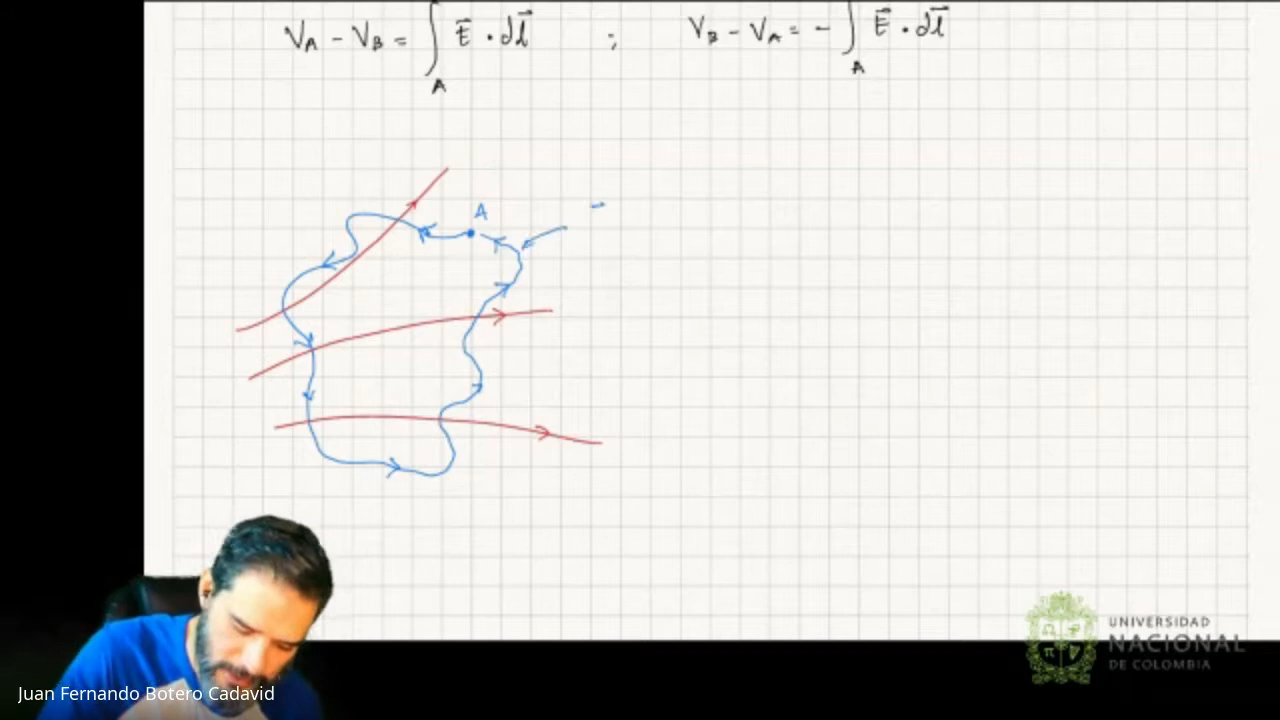 V_A - V_B = ∫_A E⃗ · dl⃗ ; V_B - V_A = - ∫_A E⃗ · dl⃗
A
UNIVERSIDAD
NACIONAL
DE COLOMBIA
Juan Fernando Botero Cadavid